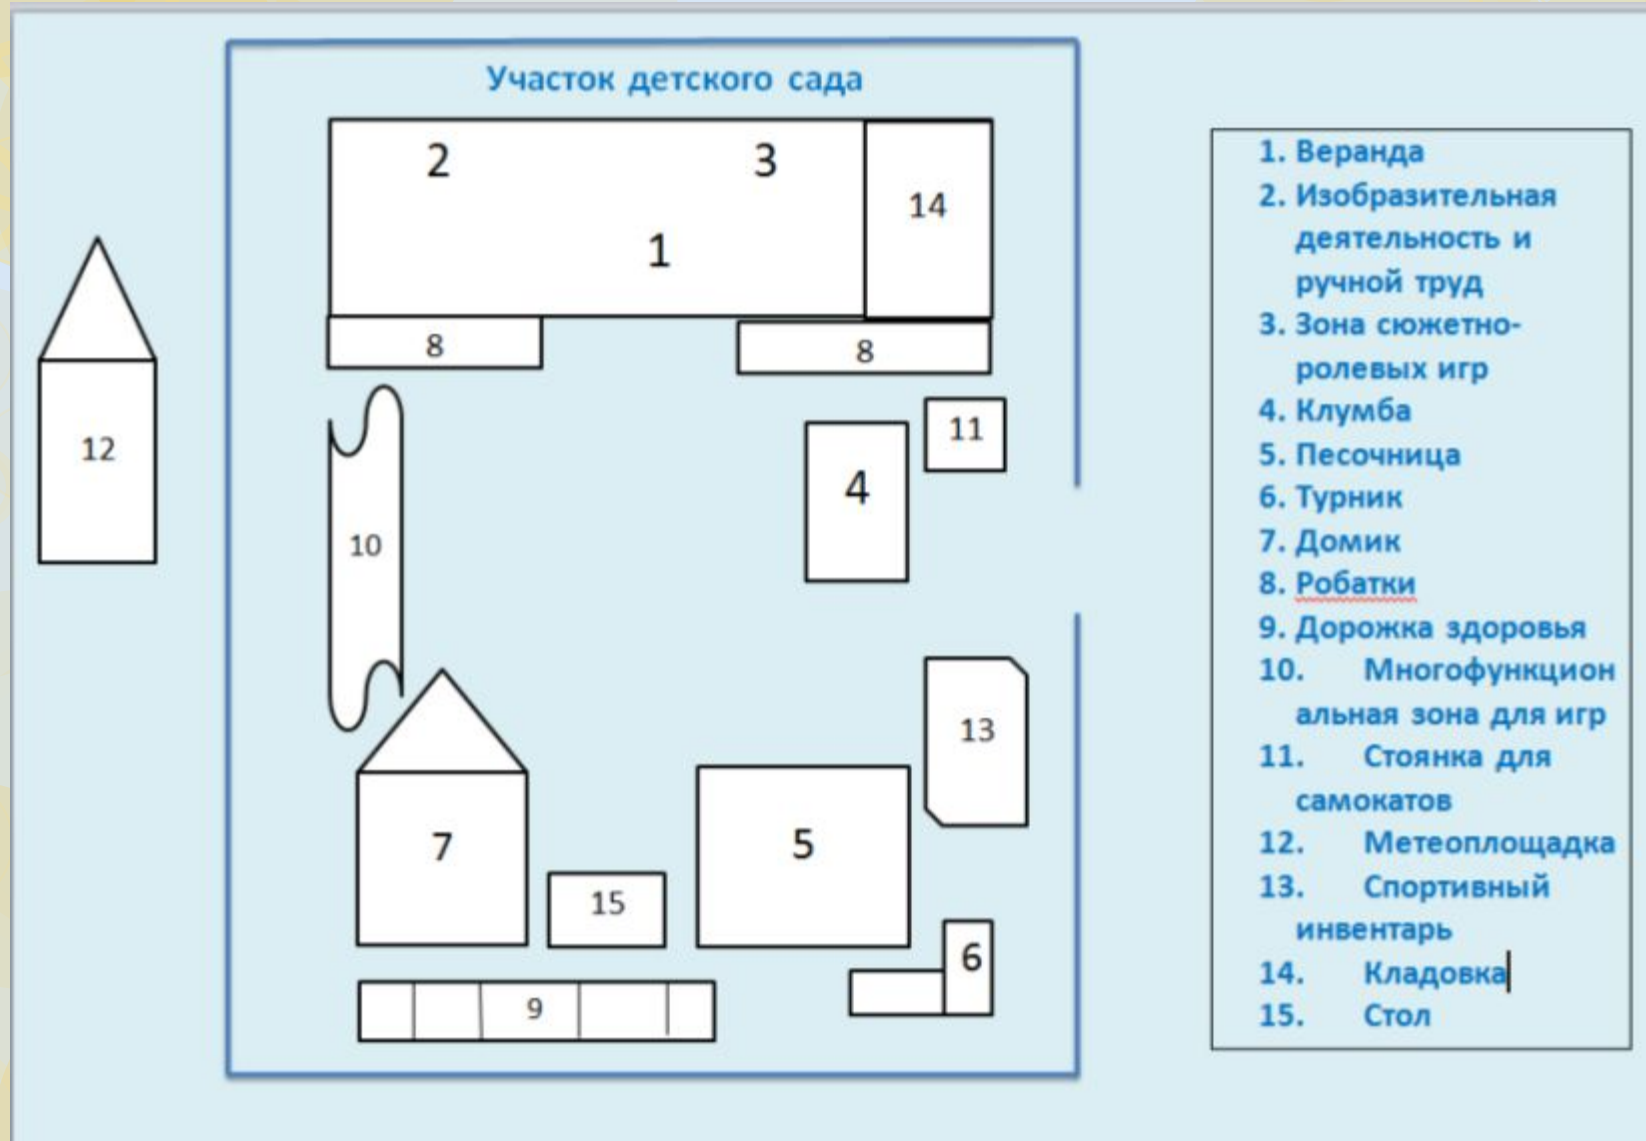 Участок детского сада
2
3
14
1
8
8
12
11
4
10
13
7
5
15
6
9
1. Веранда
2. Изобразительная
деятельность и
ручной труд
3. Зона сюжетно-
ролевых игр
4. Клумба
5. Песочница
6. Турник
7. Домик
8. Робатки
9. Дорожка здоровья
10. Многофункцион
альная зона для игр
11. Стоянка для
самокатов
12. Метеоплощадка
13. Спортивный
инвентарь
14. Кладовка
15. Стол